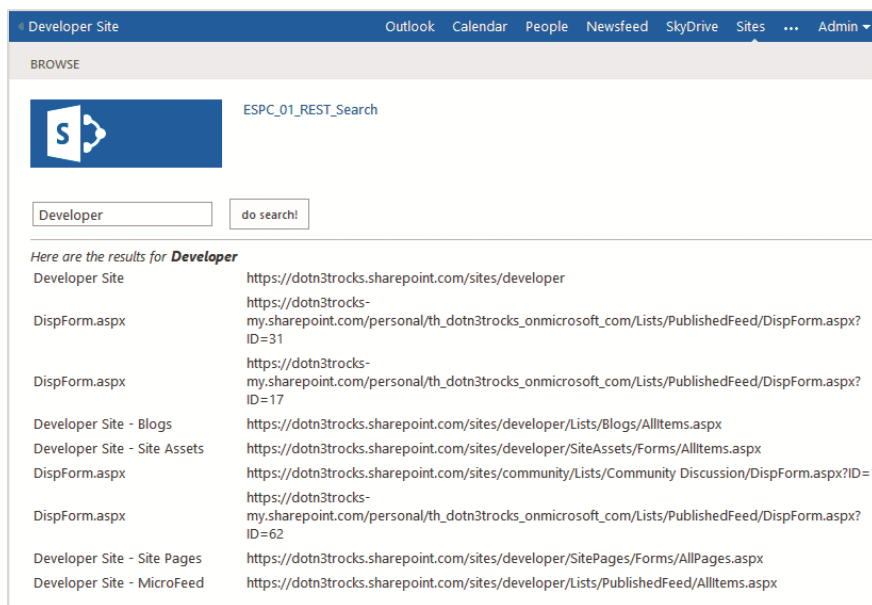 Developer Site Outlook Calendar People Newsfeed SkyDrive Sites ... Admin
BROWSE
S
ESPC_01_REST_Search
Developer do search!
Here are the results for Developer
Developer Site https://dotn3trocks.sharepoint.com/sites/developer
https://dotn3trocks-
DispForm.aspx my.sharepoint.com/personal/th_dotn3trocks_onmicrosoft_com/Lists/PublishedFeed/DispForm.aspx?
ID=31
https://dotn3trocks-
DispForm.aspx my.sharepoint.com/personal/th_dotn3trocks_onmicrosoft_com/Lists/PublishedFeed/DispForm.aspx?
ID=17
Developer Site - Blogs https://dotn3trocks.sharepoint.com/sites/developer/Lists/Blogs/AllItems.aspx
Developer Site - Site Assets https://dotn3trocks.sharepoint.com/sites/developer/SiteAssets/Forms/AllItems.aspx
DispForm.aspx https://dotn3trocks.sharepoint.com/sites/community/Lists/Community Discussion/DispForm.aspx?ID=
https://dotn3trocks-
DispForm.aspx my.sharepoint.com/personal/th_dotn3trocks_onmicrosoft_com/Lists/PublishedFeed/DispForm.aspx?
ID=62
Developer Site - Site Pages https://dotn3trocks.sharepoint.com/sites/developer/SitePages/Forms/AllPages.aspx
Developer Site - MicroFeed https://dotn3trocks.sharepoint.com/sites/developer/Lists/PublishedFeed/AllItems.aspx